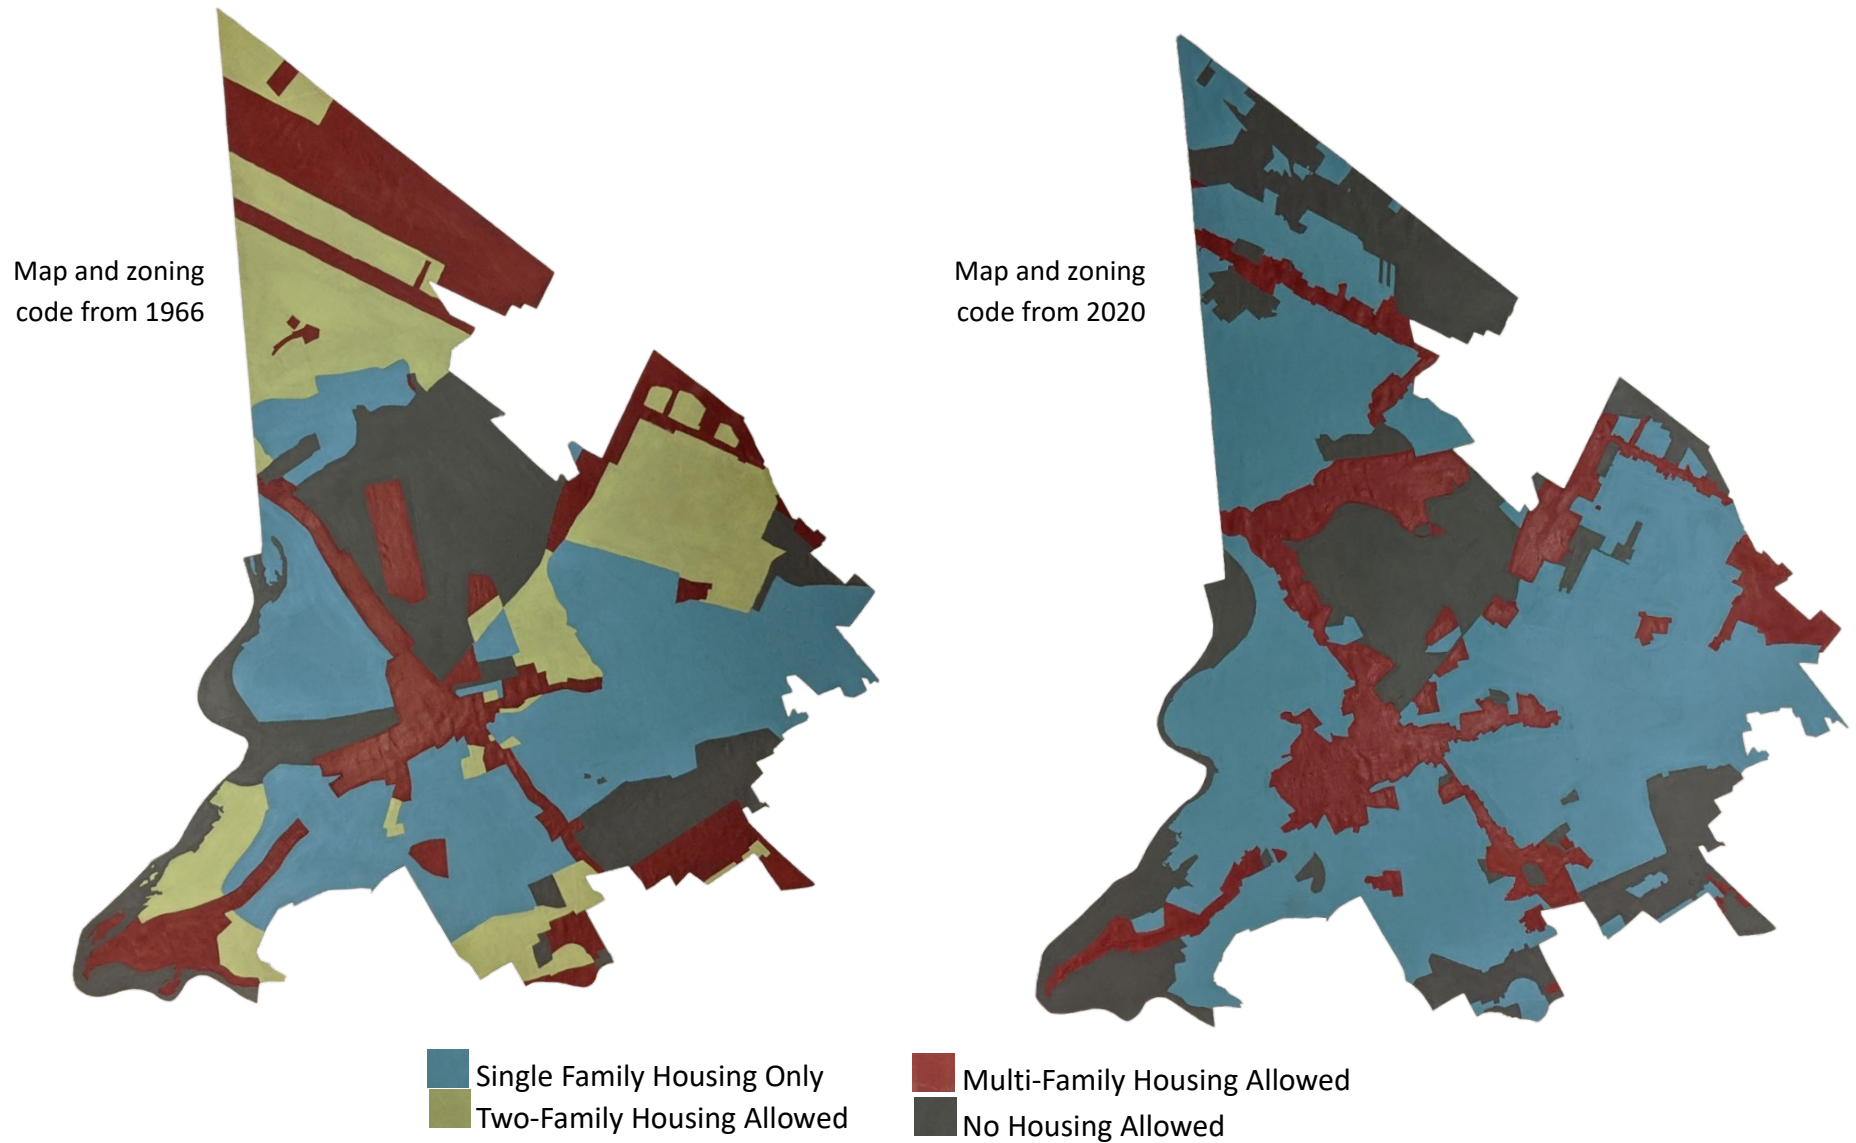 Map and zoning
code from 1966
Map and zoning
code from 2020
Single Family Housing Only
Two-Family Housing Allowed
Multi-Family Housing Allowed
No Housing Allowed